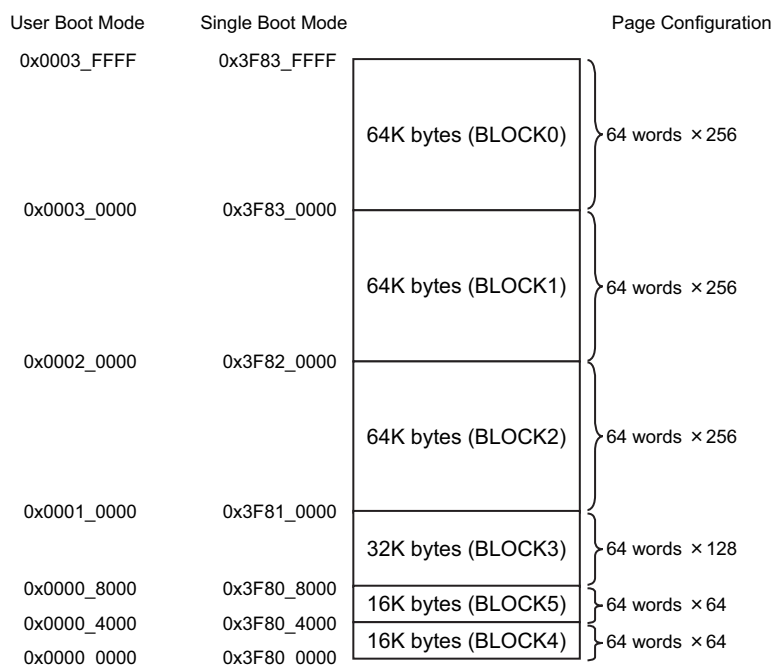 User Boot Mode Single Boot Mode Page Configuration
0x0003_FFFF 0x3F83_FFFF
64K bytes (BLOCK0) 64 words ×256
0x0003_0000 0x3F83_0000
64K bytes (BLOCK1) 64 words ×256
0x0002_0000 0x3F82_0000
64K bytes (BLOCK2) 64 words ×256
0x0001_0000 0x3F81_0000
32K bytes (BLOCK3) 64 words ×128
0x0000_8000 0x3F80_8000
16K bytes (BLOCK5) 64 words ×64
0x0000_4000 0x3F80_4000
16K bytes (BLOCK4) 64 words ×64
0x0000_0000 0x3F80_0000